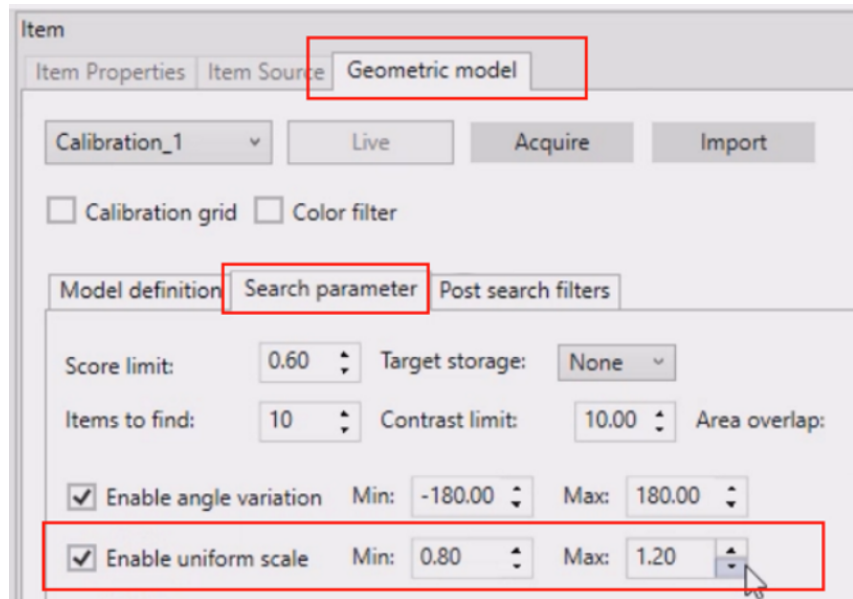 Item
Item Properties Item Source Geometric model
Calibration_1 Live Acquire Import
Calibration grid Color filter
Model definition Search parameter Post search filters
Score limit: 0.60 Target storage: None
Items to find: 10 Contrast limit: 10.00 Area overlap:
Enable angle variation Min: -180.00 Max: 180.00
Enable uniform scale Min: 0.80 Max: 1.20